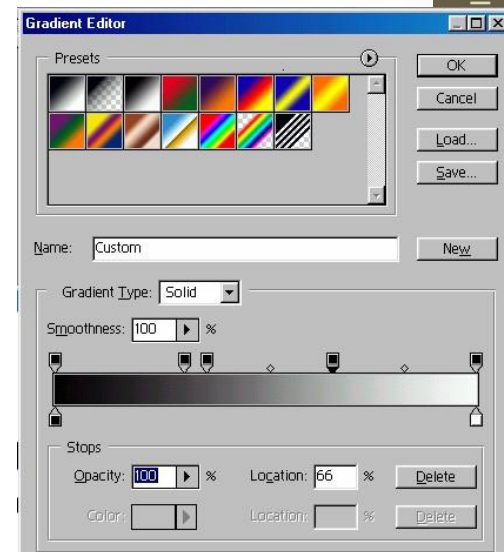 Gradient Editor
Presets
OK
Cancel
Load...
Save...
Name: Custom
New
Gradient Type: Solid
Smoothness: 100 %
Stops
Opacity: 100 % Location: 66 % Delete
Color: Location: % Delete